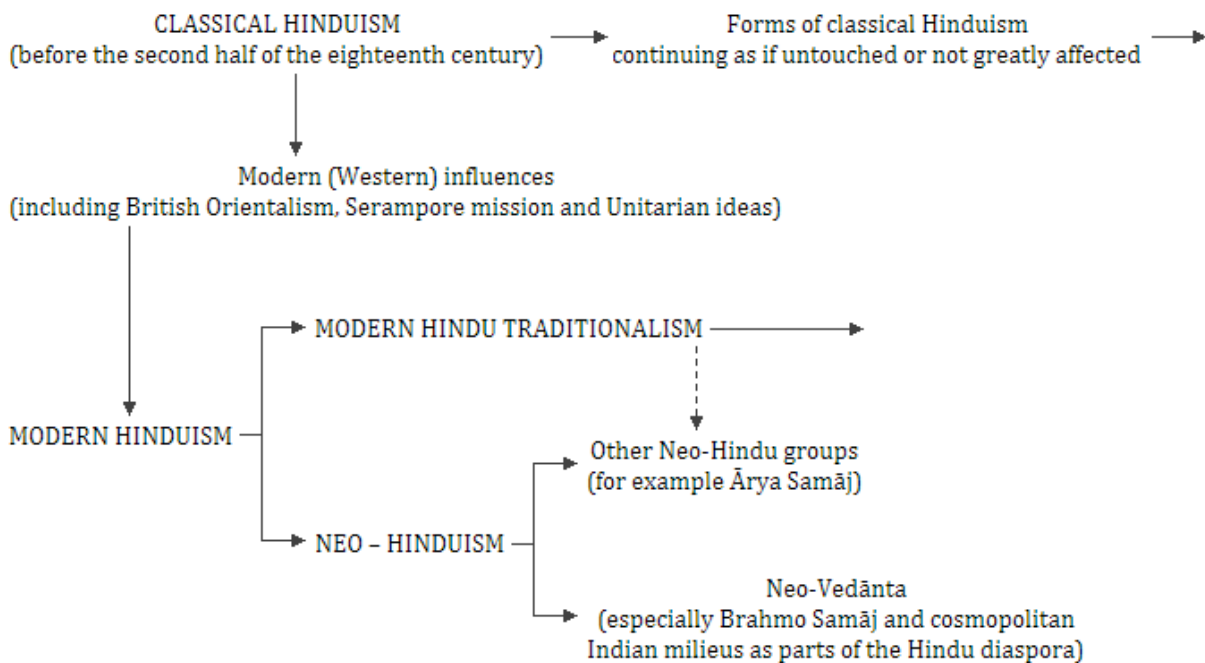 CLASSICAL HINDUISM
(before the second half of the eighteenth century)
Forms of classical Hinduism
continuing as if untouched or not greatly affected
Modern (Western) influences
(including British Orientalism, Serampore mission and Unitarian ideas)
MODERN HINDU TRADITIONALISM
MODERN HINDUISM
Other Neo-Hindu groups
(for example Ārya Samāj)
NEO – HINDUISM
Neo-Vedānta
(especially Brahmo Samāj and cosmopolitan
Indian milieus as parts of the Hindu diaspora)